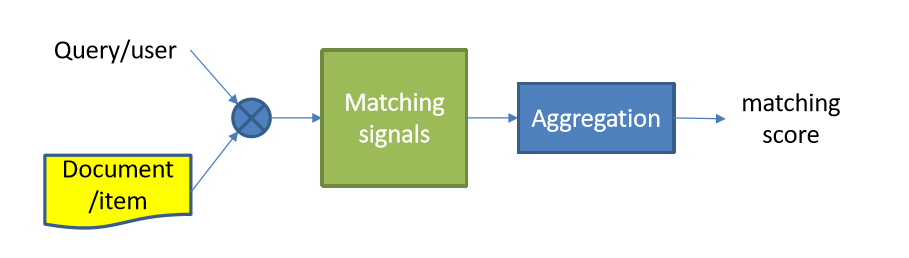 Query/user
Document
/item
Matching
signals
Aggregation
matching
score